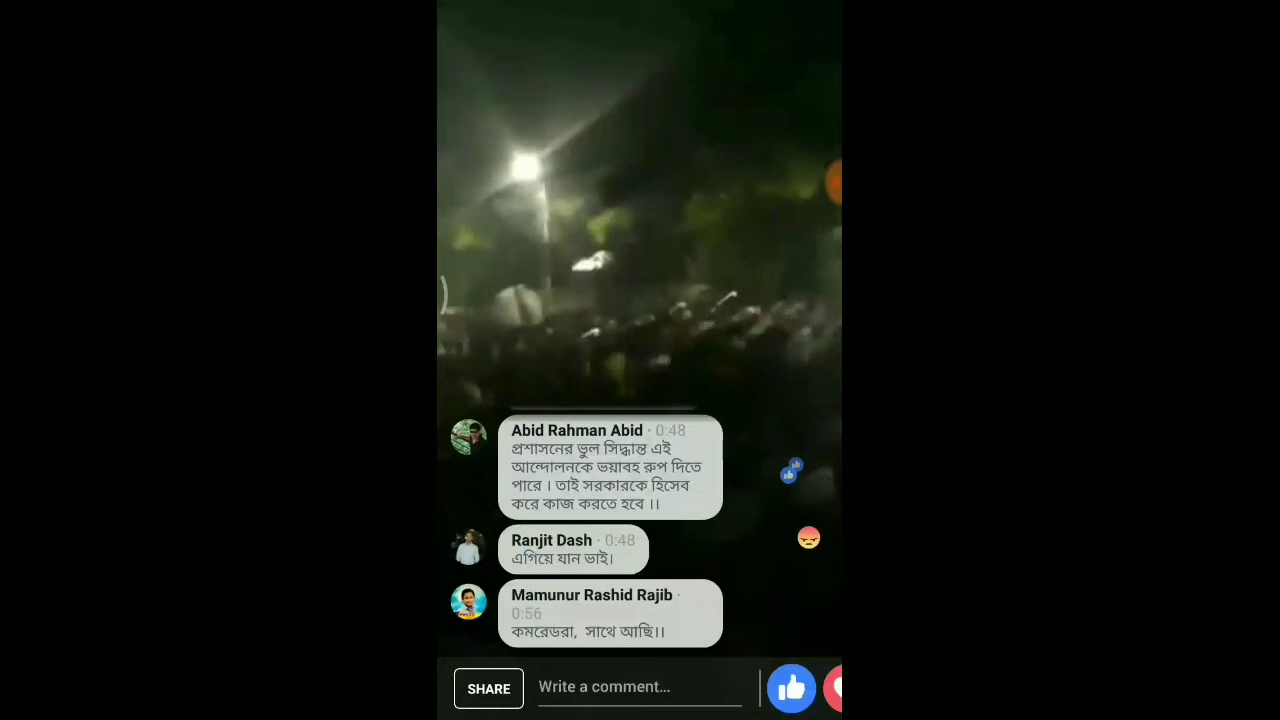 Abid Rahman Abid · 0:48
প্রশাসনের ভুল সিদ্ধান্ত এই
আন্দোলনকে ভয়াবহ রুপ দিতে
পারে । তাই সরকারকে হিসেব
করে কাজ করতে হবে ।।
Ranjit Dash · 0:48
এগিয়ে যান ভাই।
Mamunur Rashid Rajib ·
0:56
কমরেডরা, সাথে আছি।।
SHARE
Write a comment...